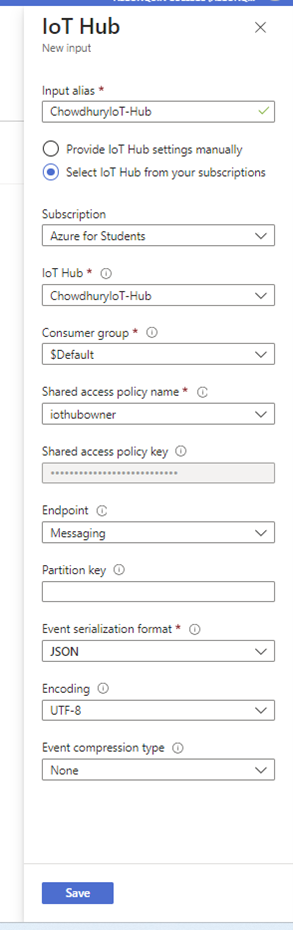 IoT Hub
New input
Input alias *
ChowdhuryIoT-Hub
Provide IoT Hub settings manually
Select IoT Hub from your subscriptions
Subscription
Azure for Students
IoT Hub *
ChowdhuryIoT-Hub
Consumer group *
$Default
Shared access policy name *
iothubowner
Shared access policy key
••••••••••••••••••••••••••••
Endpoint
Messaging
Partition key
Event serialization format *
JSON
Encoding
UTF-8
Event compression type
None
Save